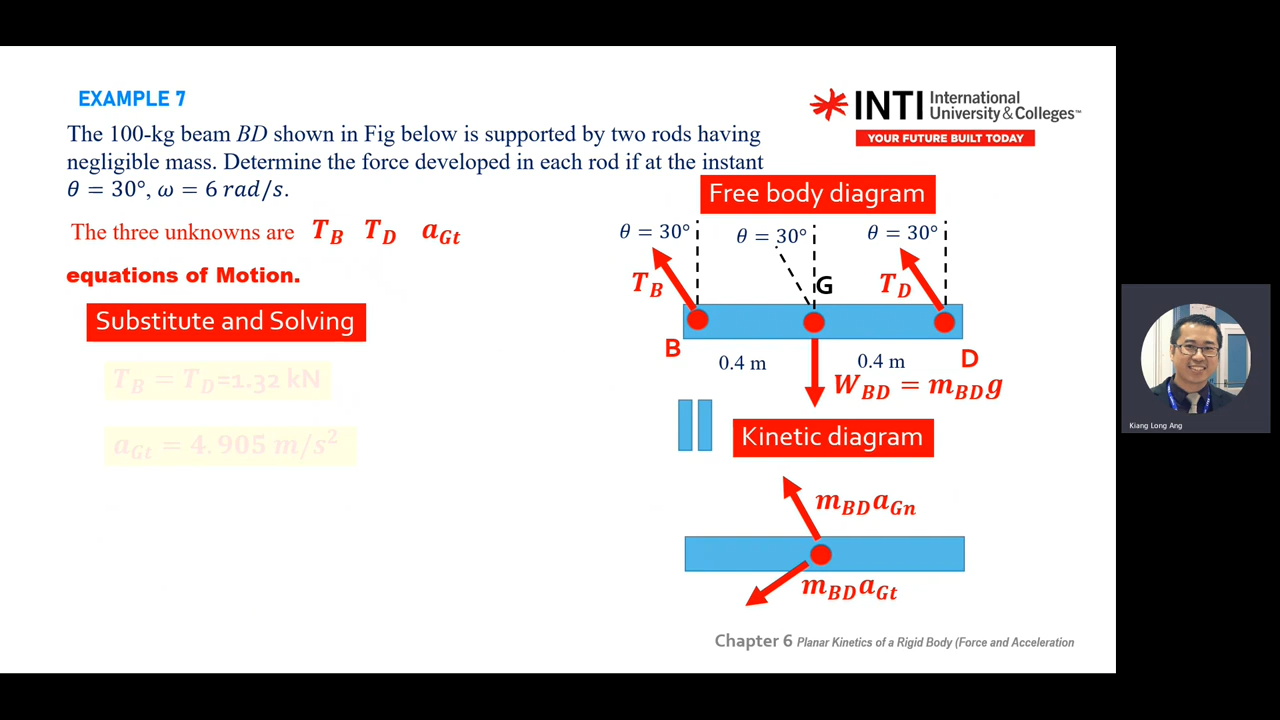 EXAMPLE 7
INTI International University & Colleges™
YOUR FUTURE BUILT TODAY
The 100-kg beam BD shown in Fig below is supported by two rods having
negligible mass. Determine the force developed in each rod if at the instant
θ = 30°, ω = 6 rad/s.
The three unknowns are T_B T_D a_Gt
equations of Motion.
Substitute and Solving
T_B = T_D=1.32 kN
a_Gt = 4.905 m/s²
Free body diagram
θ = 30°
θ = 30°
θ = 30°
T_B
G
T_D
B
0.4 m
0.4 m
D
W_BD = m_BD g
Kinetic diagram
m_BD a_Gn
m_BD a_Gt
Chapter 6 Planar Kinetics of a Rigid Body (Force and Acceleration
Kiang Long Ang